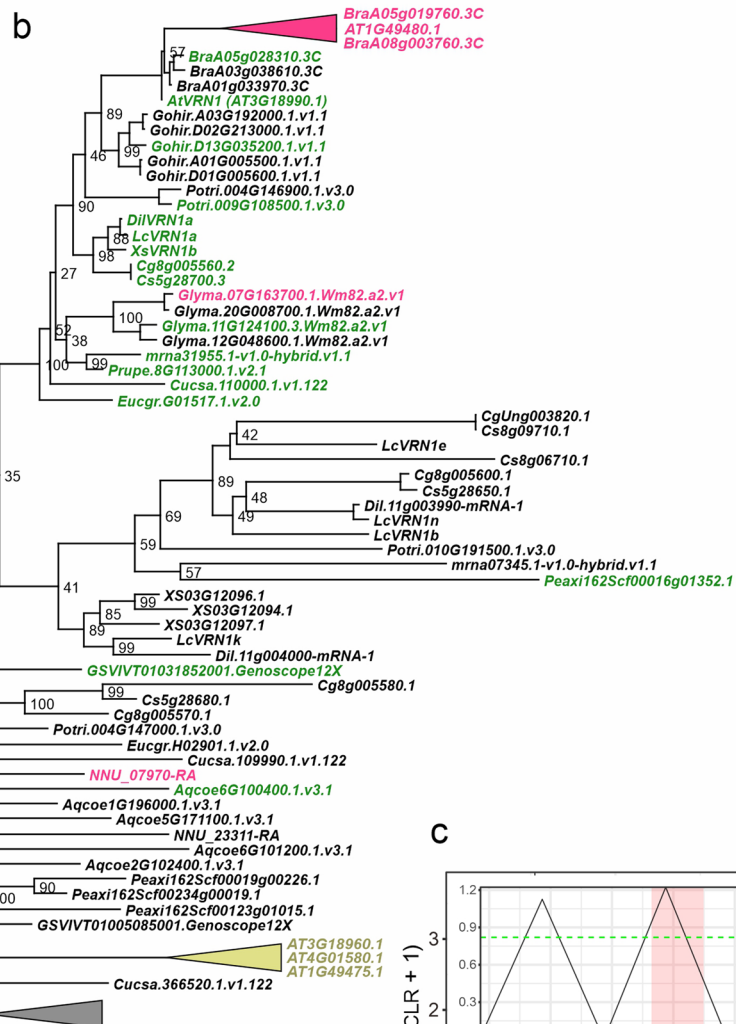 b
BraA05g019760.3C
AT1G49480.1
BraA08g003760.3C
57
BraA05g028310.3C
BraA03g038610.3C
BraA01g033970.3C
AtVRN1 (AT3G18990.1)
89
Gohir.A03G192000.1.v1.1
Gohir.D02G213000.1.v1.1
Gohir.D13G035200.1.v1.1
46
99
Gohir.A01G005500.1.v1.1
Gohir.D01G005600.1.v1.1
Potri.004G146900.1.v3.0
90
Potri.009G108500.1.v3.0
DilVRN1a
88
LcVRN1a
98
XsVRN1b
Cg8g005560.2
27
Cs5g28700.3
Glyma.07G163700.1.Wm82.a2.v1
100
Glyma.20G008700.1.Wm82.a2.v1
52
Glyma.11G124100.3.Wm82.a2.v1
38
Glyma.12G048600.1.Wm82.a2.v1
mrna31955.1-v1.0-hybrid.v1.1
100
99
Prupe.8G113000.1.v2.1
Cucsa.110000.1.v1.122
Eucgr.G01517.1.v2.0
CgUng003820.1
42
Cs8g09710.1
LcVRN1e
Cs8g06710.1
35
89
Cg8g005600.1
48
Cs5g28650.1
Dil.11g003990-mRNA-1
69
49
LcVRN1n
LcVRN1b
59
Potri.010G191500.1.v3.0
mrna07345.1-v1.0-hybrid.v1.1
57
Peaxi162Scf00016g01352.1
41
XS03G12096.1
99
85
XS03G12094.1
89
XS03G12097.1
LcVRN1k
99
Dil.11g004000-mRNA-1
GSVIVT01031852001.Genoscope12X
Cg8g005580.1
99
100
Cs5g28680.1
Cg8g005570.1
Potri.004G147000.1.v3.0
Eucgr.H02901.1.v2.0
Cucsa.109990.1.v1.122
NNU_07970-RA
Aqcoe6G100400.1.v3.1
Aqcoe1G196000.1.v3.1
Aqcoe5G171100.1.v3.1
NNU_23311-RA
Aqcoe6G101200.1.v3.1
Aqcoe2G102400.1.v3.1
Peaxi162Scf00019g00226.1
90
00
Peaxi162Scf00234g00019.1
Peaxi162Scf00123g01015.1
GSVIVT01005085001.Genoscope12X
AT3G18960.1
AT4G01580.1
AT1G49475.1
Cucsa.366520.1.v1.122
c
1.2
0.9
3
0.6
0.3
2
CLR + 1)